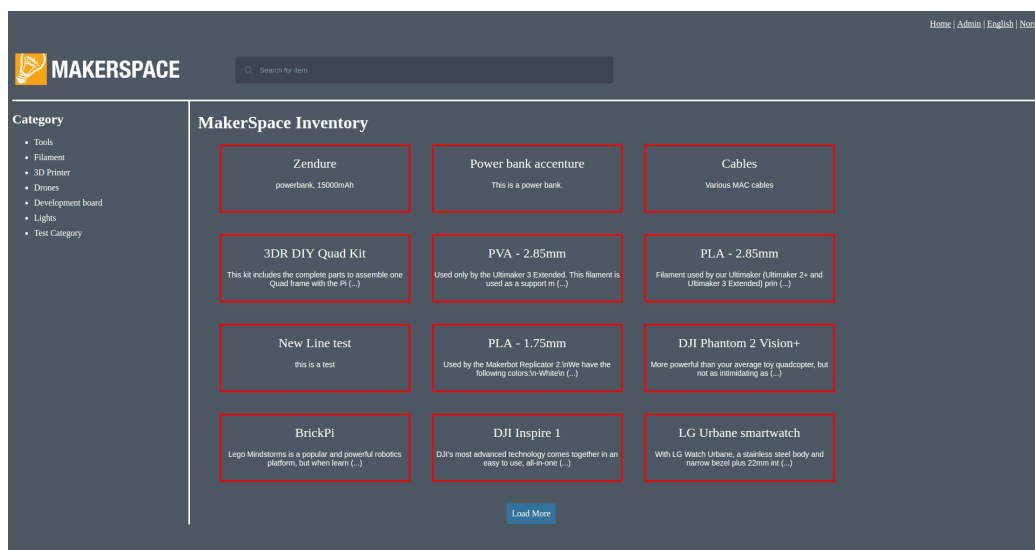 Home | Admin | English | Nors
MAKERSPACE
Search for item
Category
Tools
Filament
3D Printer
Drones
Development board
Lights
Test Category
MakerSpace Inventory
Zendure
powerbank, 15000mAh
Power bank accenture
This is a power bank.
Cables
Various MAC cables
3DR DIY Quad Kit
This kit includes the complete parts to assemble one
Quad frame with the Pi (...)
PVA - 2.85mm
Used only by the Ultimaker 3 Extended. This filament is
used as a support m (...)
PLA - 2.85mm
Filament used by our Ultimaker (Ultimaker 2+ and
Ultimaker 3 Extended) prin (...)
New Line test
this is a test
PLA - 1.75mm
Used by the Makerbot Replicator 2.\nWe have the
following colors:\n-White\n (...)
DJI Phantom 2 Vision+
More powerful than your average toy quadcopter, but
not as intimidating as (...)
BrickPi
Lego Mindstorms is a popular and powerful robotics
platform, but when learn (...)
DJI Inspire 1
DJI's most advanced technology comes together in an
easy to use, all-in-one (...)
LG Urbane smartwatch
With LG Watch Urbane, a stainless steel body and
narrow bezel plus 22mm int (...)
Load More